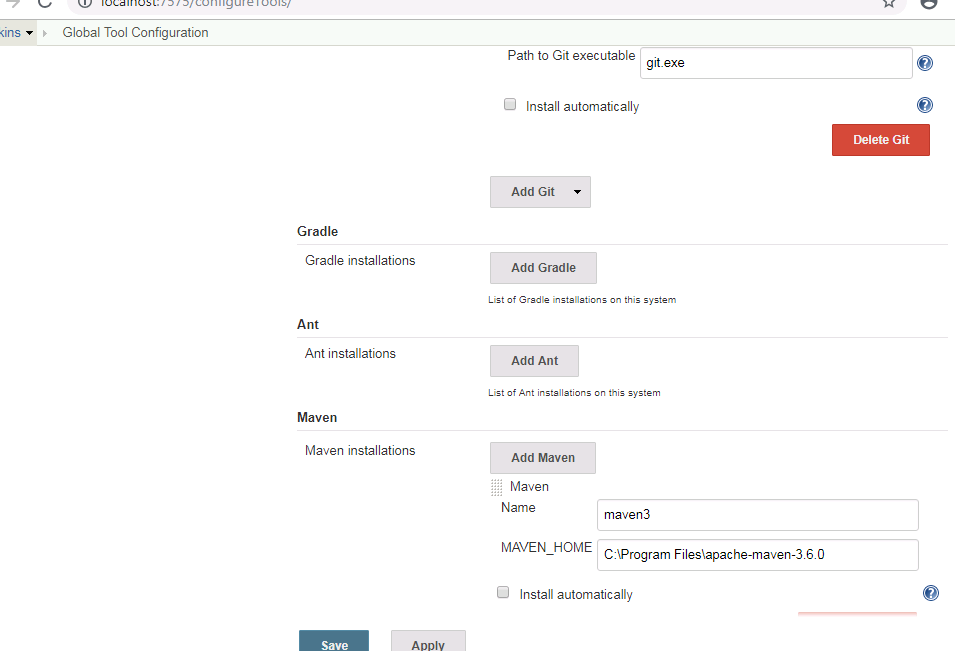 localhost:7575/configureTools/
kins Global Tool Configuration
Path to Git executable git.exe
Install automatically
Delete Git
Add Git
Gradle
Gradle installations Add Gradle
List of Gradle installations on this system
Ant
Ant installations Add Ant
List of Ant installations on this system
Maven
Maven installations Add Maven
Maven
Name maven3
MAVEN_HOME C:\Program Files\apache-maven-3.6.0
Install automatically
Save Apply